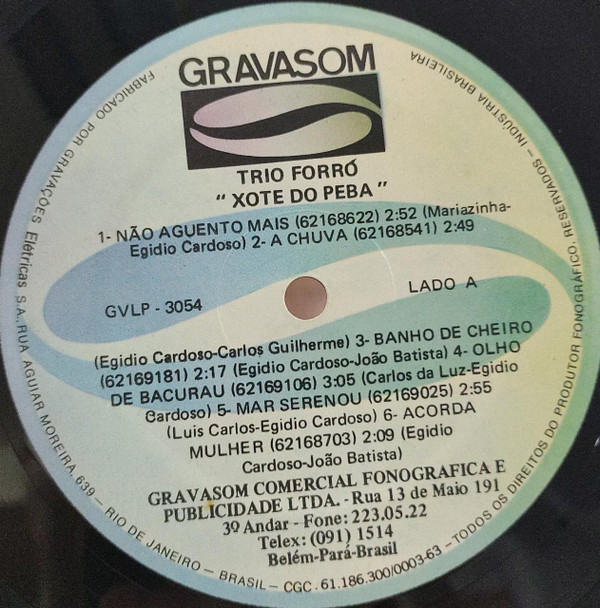 GRAVASOM
TRIO FORRÓ
" XOTE DO PEBA "
1- NÃO AGUENTO MAIS (62168622) 2:52 (Mariazinha-
Egidio Cardoso) 2- A CHUVA (62168541) 2:49
GVLP - 3054
LADO A
(Egidio Cardoso-Carlos Guilherme) 3- BANHO DE CHEIRO
(62169181) 2:17 (Egidio Cardoso-João Batista) 4- OLHO
DE BACURAU (62169106) 3:05 (Carlos da Luz-Egidio
Cardoso) 5- MAR SERENOU (62169025) 2:55
(Luis Carlos-Egidio Cardoso) 6- ACORDA
MULHER (62168703) 2:09 (Egidio
Cardoso-João Batista)
GRAVASOM COMERCIAL FONOGRAFICA E
PUBLICIDADE LTDA. - Rua 13 de Maio 191
3º Andar - Fone: 223.05.22
Telex: (091) 1514
Belém-Pará-Brasil
FABRICADO POR GRAVAÇÕES Elétricas S.A. RUA AGUIAR MOREIRA, 639 - RIO DE JANEIRO - BRASIL - CGC. 61.186.300/0003-63 - TODOS OS DIREITOS DO PRODUTOR FONOGRÁFICO, RESERVADOS - INDÚSTRIA BRASILEIRA